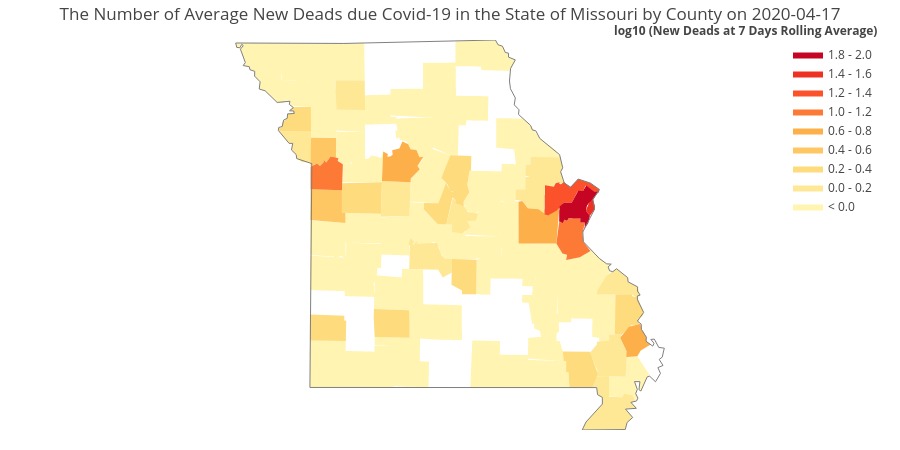 The Number of Average New Deads due Covid-19 in the State of Missouri by County on 2020-04-17
log10 (New Deads at 7 Days Rolling Average)
1.8 - 2.0
1.4 - 1.6
1.2 - 1.4
1.0 - 1.2
0.6 - 0.8
0.4 - 0.6
0.2 - 0.4
0.0 - 0.2
< 0.0